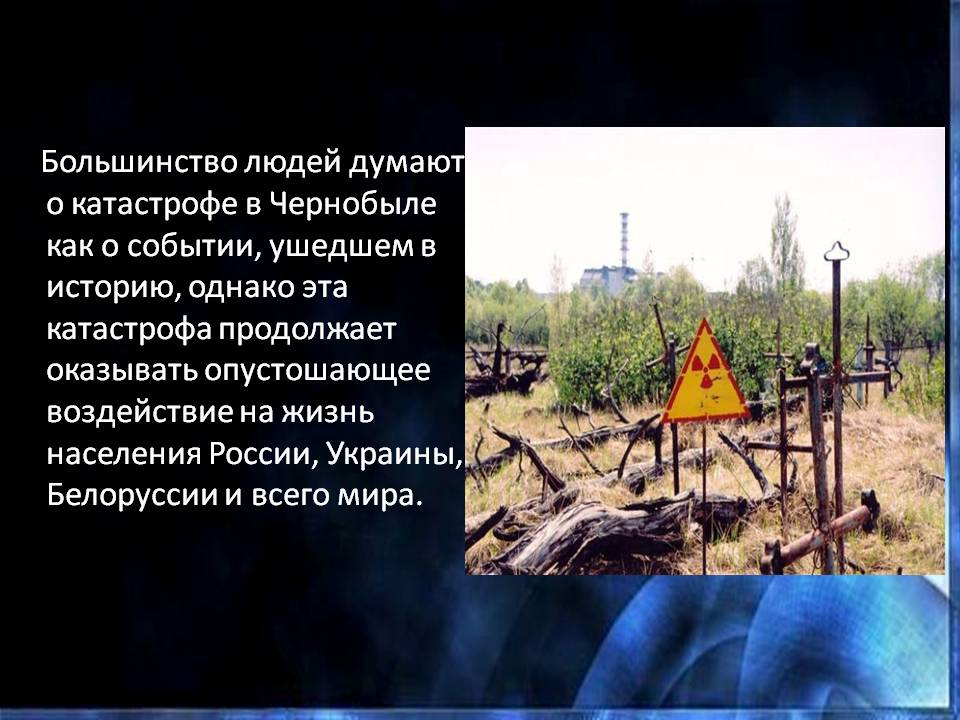 Большинство людей думают
о катастрофе в Чернобыле
как о событии, ушедшем в
историю, однако эта
катастрофа продолжает
оказывать опустошающее
воздействие на жизнь
населения России, Украины,
Белоруссии и всего мира.